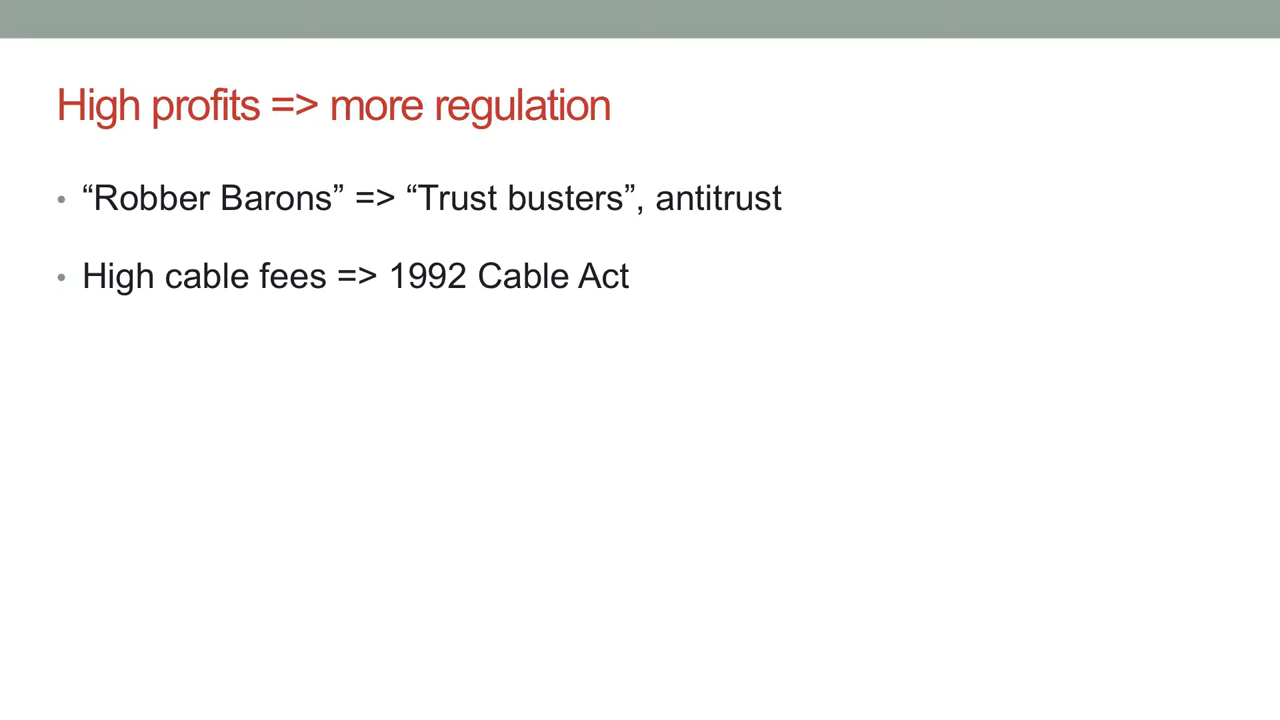 High profits => more regulation
• “Robber Barons” => “Trust busters”, antitrust
• High cable fees => 1992 Cable Act